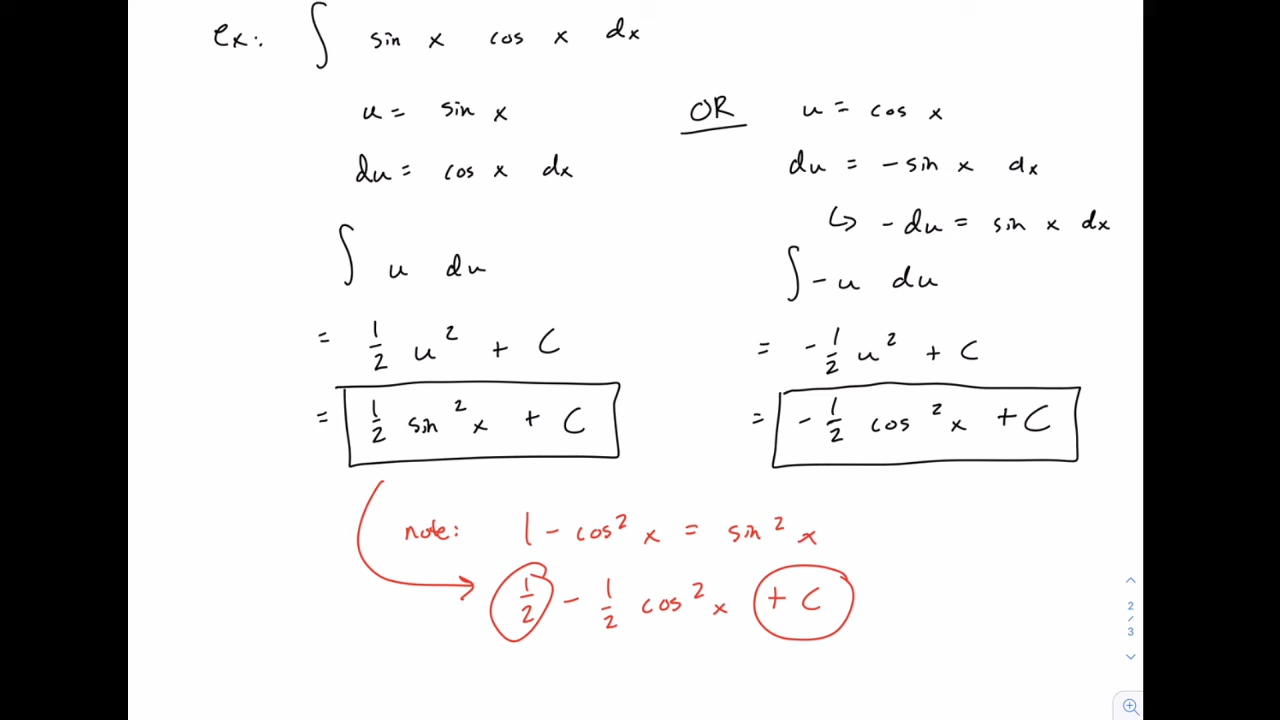 ex: ∫ sin x cos x dx
u = sin x
du = cos x dx
∫ u du
= 1/2 u² + C
= 1/2 sin² x + C
OR
u = cos x
du = - sin x dx
↳ - du = sin x dx
∫ - u du
= - 1/2 u² + C
= - 1/2 cos² x + C
note: 1 - cos² x = sin² x
1/2 - 1/2 cos² x + C
2
/
3